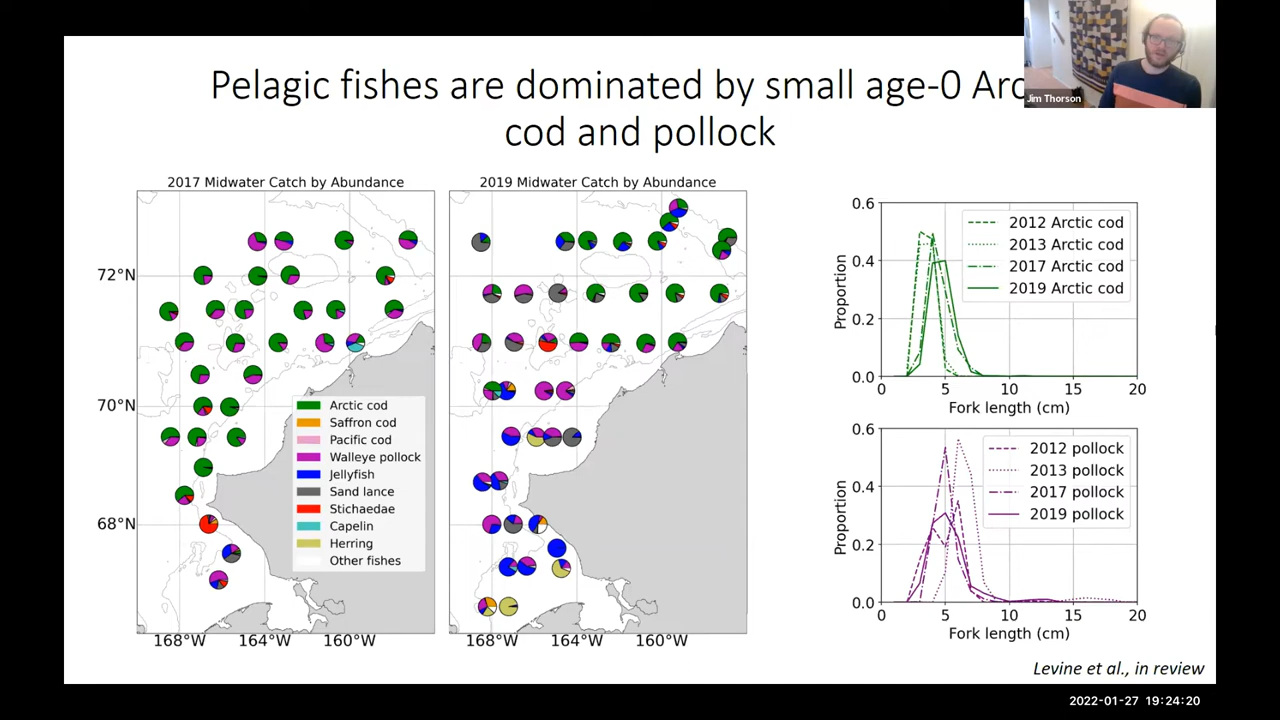 Pelagic fishes are dominated by small age-0
cod and pollock
Jim Thorson
2017 Midwater Catch by Abundance
72°N
70°N
68°N
168°W 164°W 160°W
Arctic cod
Saffron cod
Pacific cod
Walleye pollock
Jellyfish
Sand lance
Stichaedae
Capelin
Herring
Other fishes
2019 Midwater Catch by Abundance
168°W 164°W 160°W
0.6
0.4
0.2
0.0
Proportion
2012 Arctic cod
2013 Arctic cod
2017 Arctic cod
2019 Arctic cod
0 5 10 15 20
Fork length (cm)
0.6
0.4
0.2
0.0
Proportion
2012 pollock
2013 pollock
2017 pollock
2019 pollock
0 5 10 15 20
Fork length (cm)
Levine et al., in review
2022-01-27 19:24:20